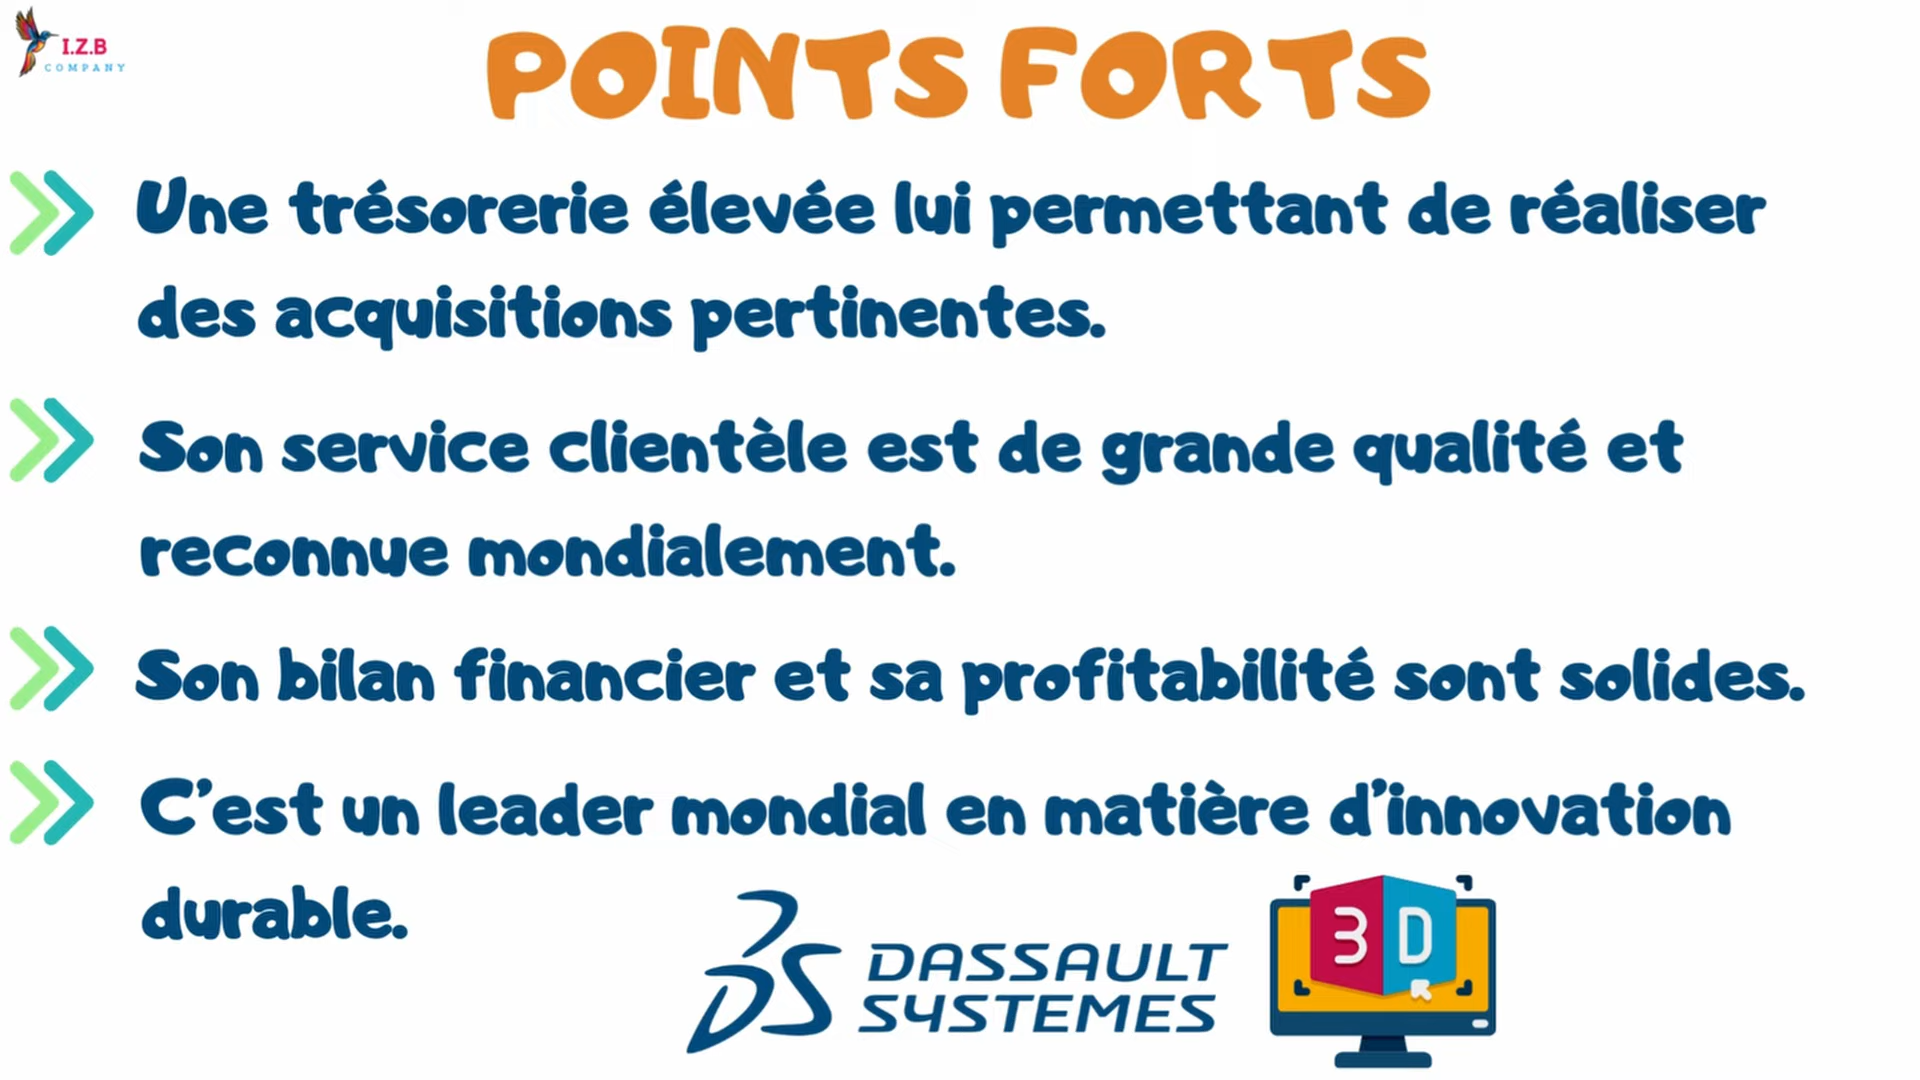 I.Z.B
COMPANY
POINTS FORTS
Une trésorerie élevée lui permettant de réaliser
des acquisitions pertinentes.
Son service clientèle est de grande qualité et
reconnue mondialement.
Son bilan financier et sa profitabilité sont solides.
C'est un leader mondial en matière d'innovation
durable.
3DS DASSAULT
SYSTEMES
3D